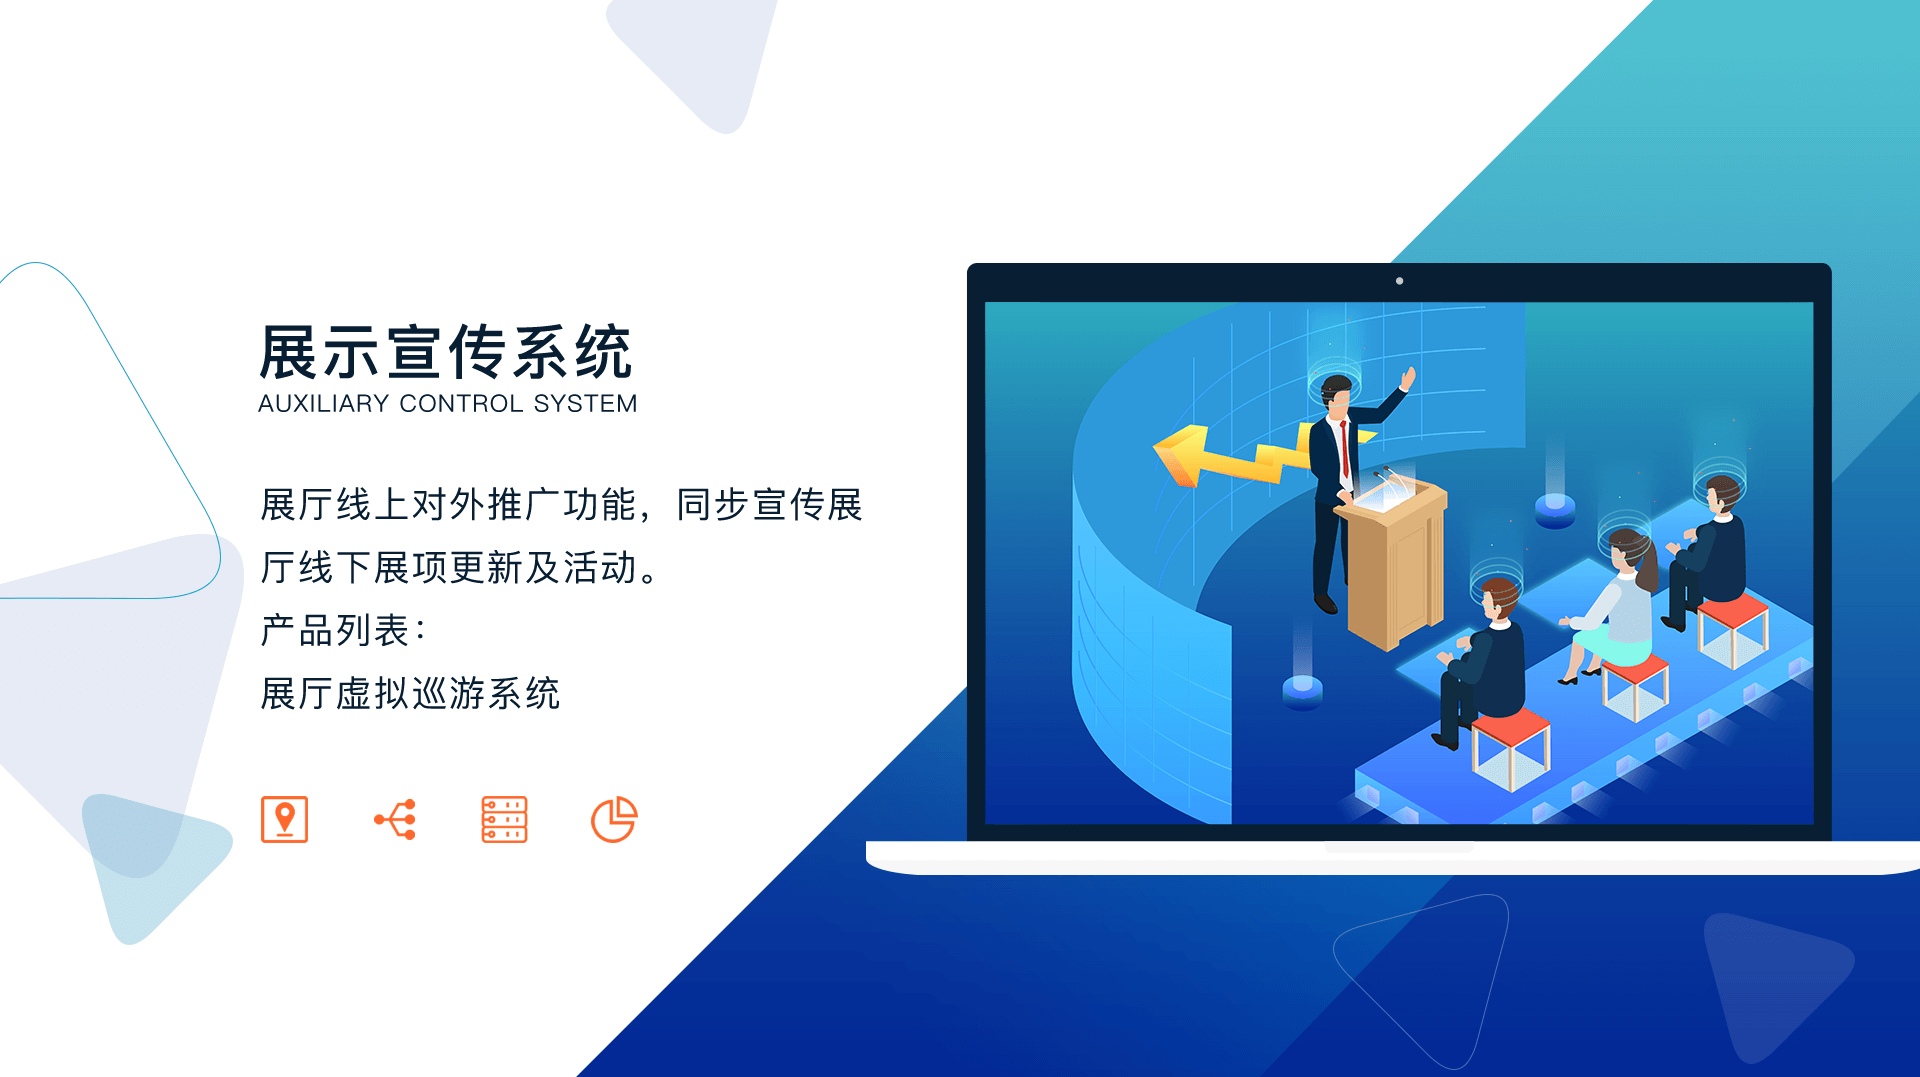 展示宣传系统
AUXILIARY CONTROL SYSTEM
展厅线上对外推广功能，同步宣传展
厅线下展项更新及活动。
产品列表：
展厅虚拟巡游系统